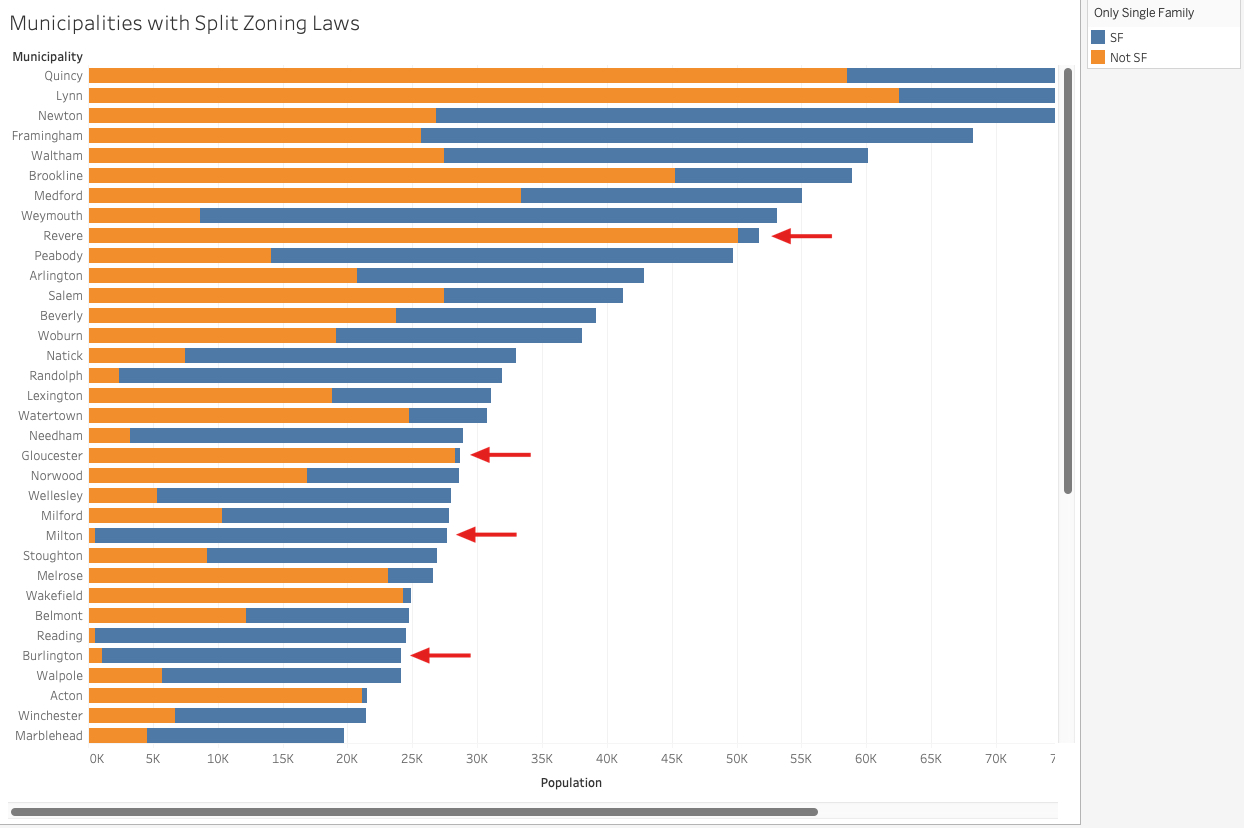 Municipalities with Split Zoning Laws
Only Single Family
SF
Not SF
Municipality
Quincy
Lynn
Newton
Framingham
Waltham
Brookline
Medford
Weymouth
Revere
Peabody
Arlington
Salem
Beverly
Woburn
Natick
Randolph
Lexington
Watertown
Needham
Gloucester
Norwood
Wellesley
Milford
Milton
Stoughton
Melrose
Wakefield
Belmont
Reading
Burlington
Walpole
Acton
Winchester
Marblehead
0K 5K 10K 15K 20K 25K 30K 35K 40K 45K 50K 55K 60K 65K 70K 7
Population